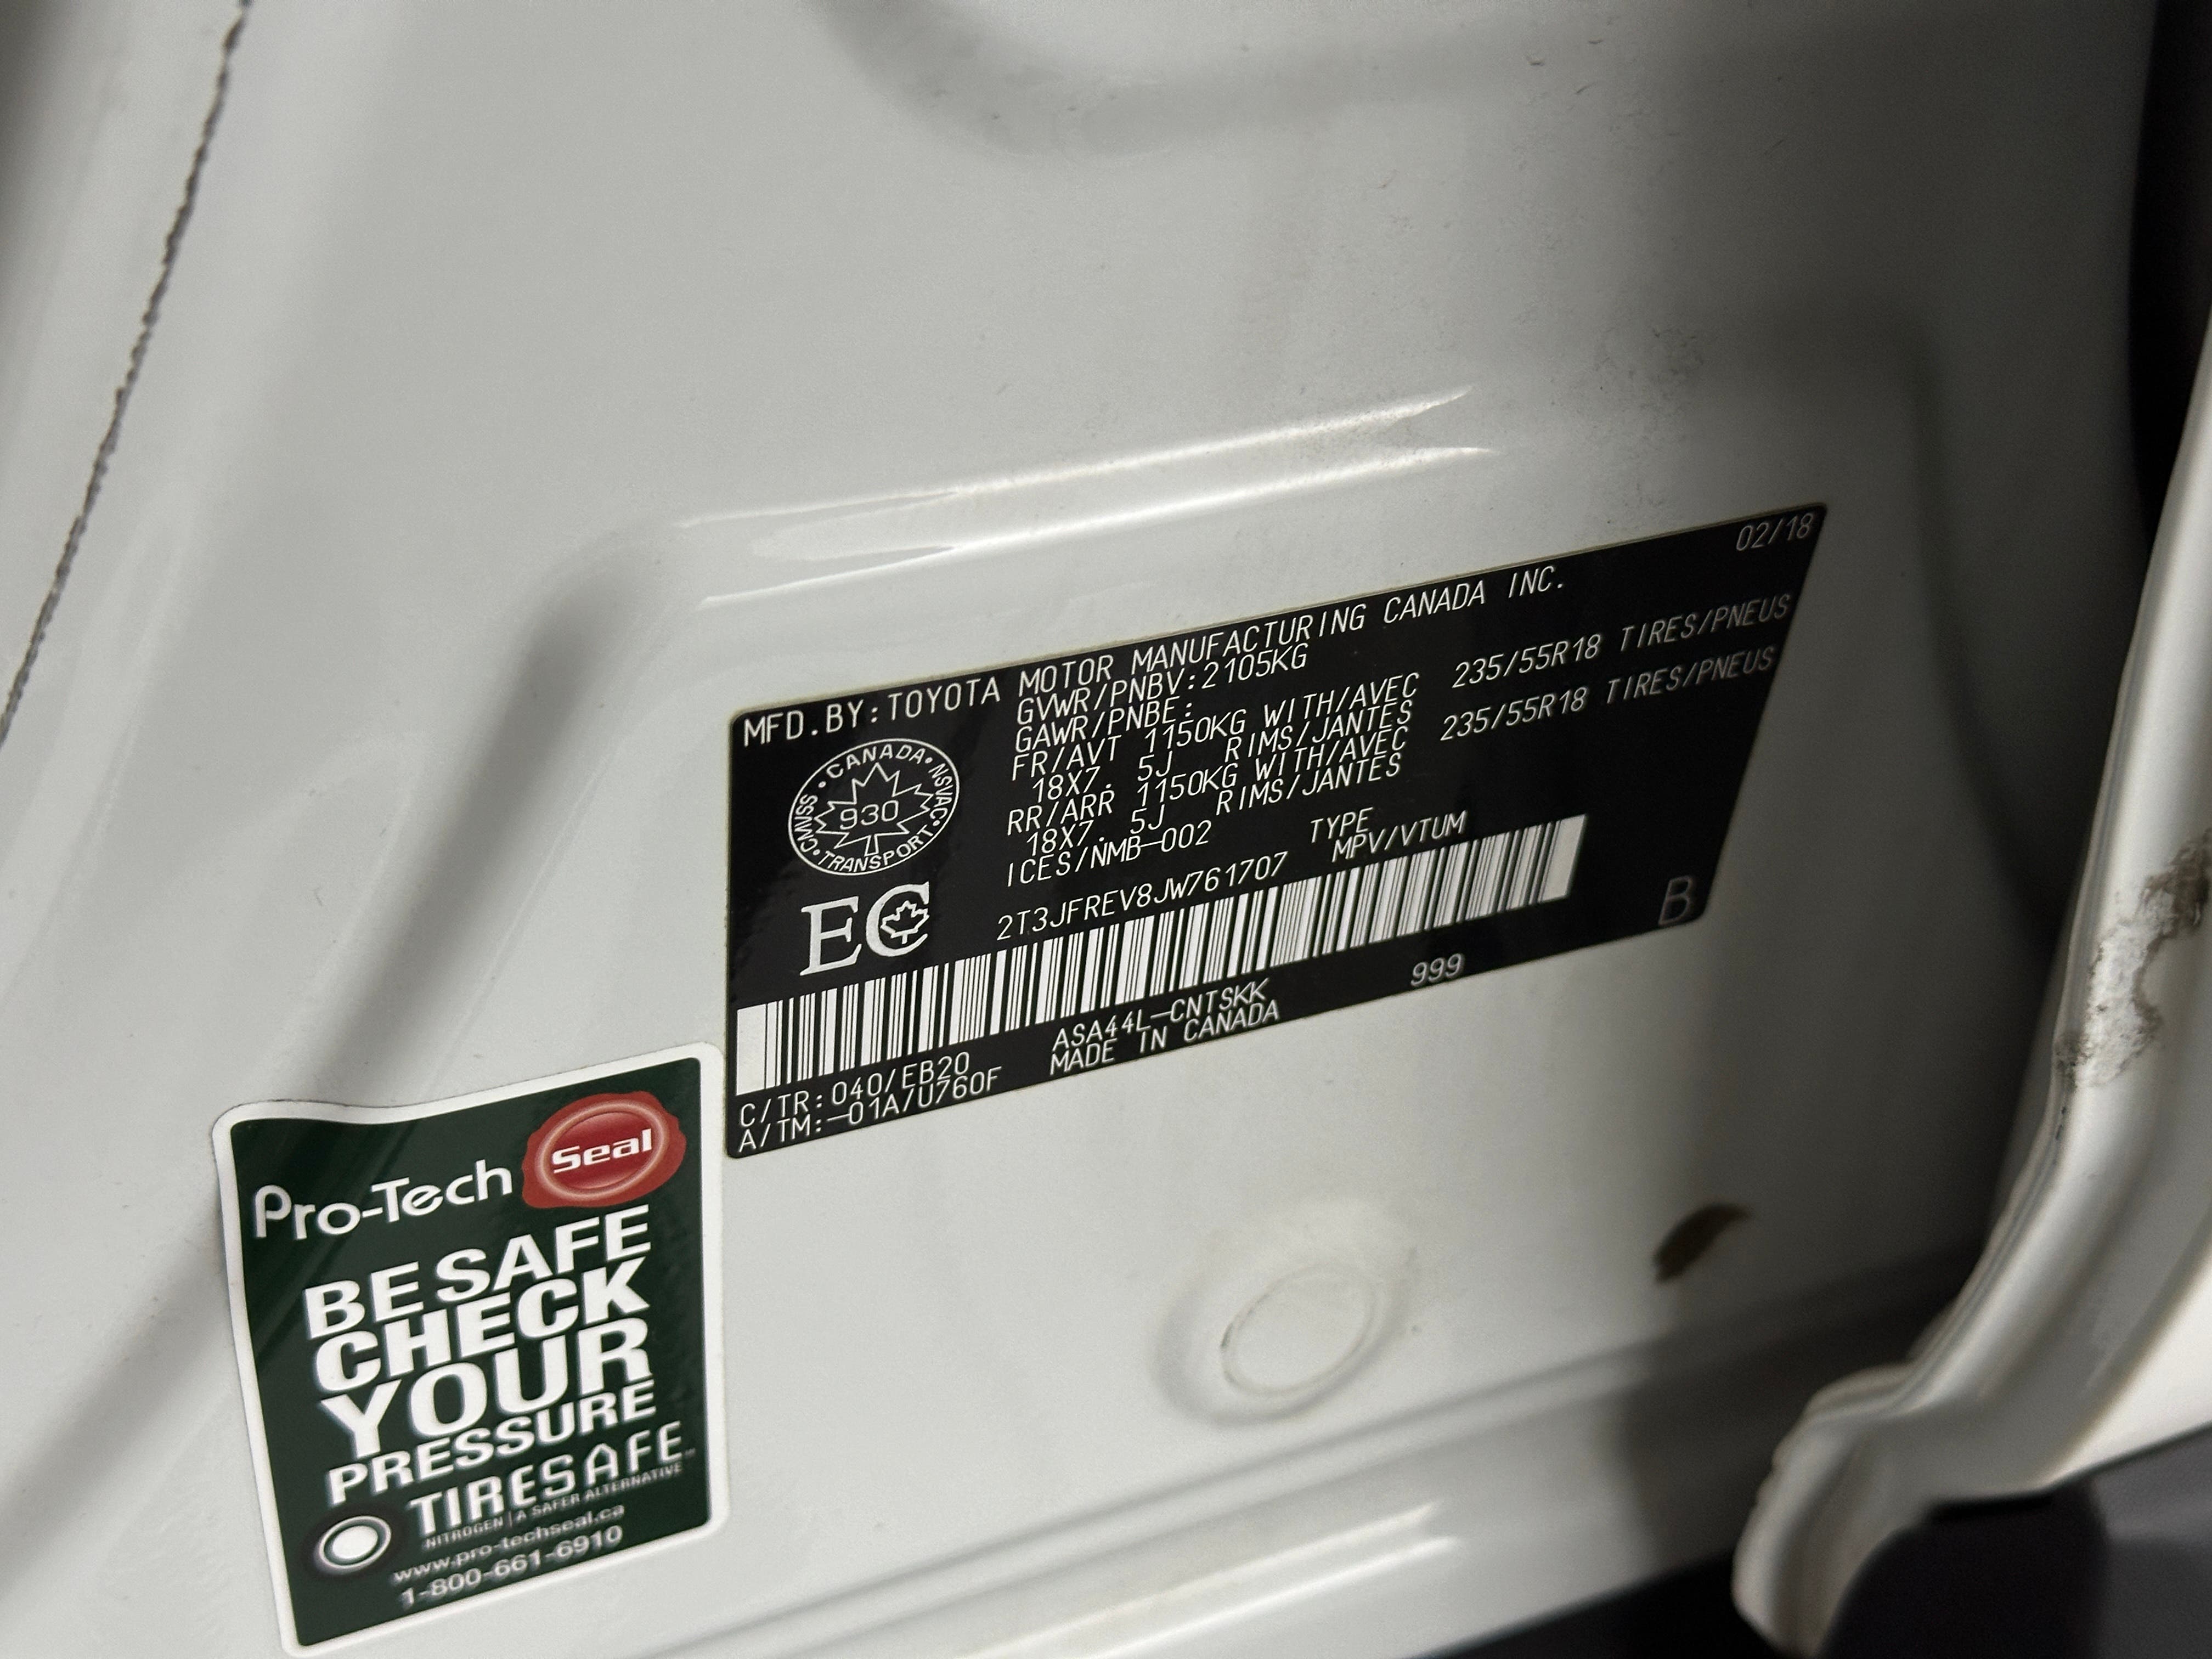 02/18
MFD.BY:TOYOTA MOTOR MANUFACTURING CANADA INC.
GVWR/PNBV:2105KG
GAWR/PNBE:
FR/AVT 1150KG WITH/AVEC 235/55R18 TIRES/PNEUS
18X7. 5J RIMS/JANTES
RR/ARR 1150KG WITH/AVEC 235/55R18 TIRES/PNEUS
18X7. 5J RIMS/JANTES
ICES/NMB-002 TYPE
2T3JFREV8JW761707 MPV/VTUM
CANADA
CMVSS 930 NSVAC
TRANSPORT
EC
B
C/TR:040/EB20 ASA44L-CNTSKK 999
A/TM:-01A/U760F MADE IN CANADA
Pro-Tech Seal
BE SAFE
CHECK
YOUR
PRESSURE
TIRESAFE™
NITROGEN | A SAFER ALTERNATIVE
www.pro-techseal.ca
1-800-661-6910